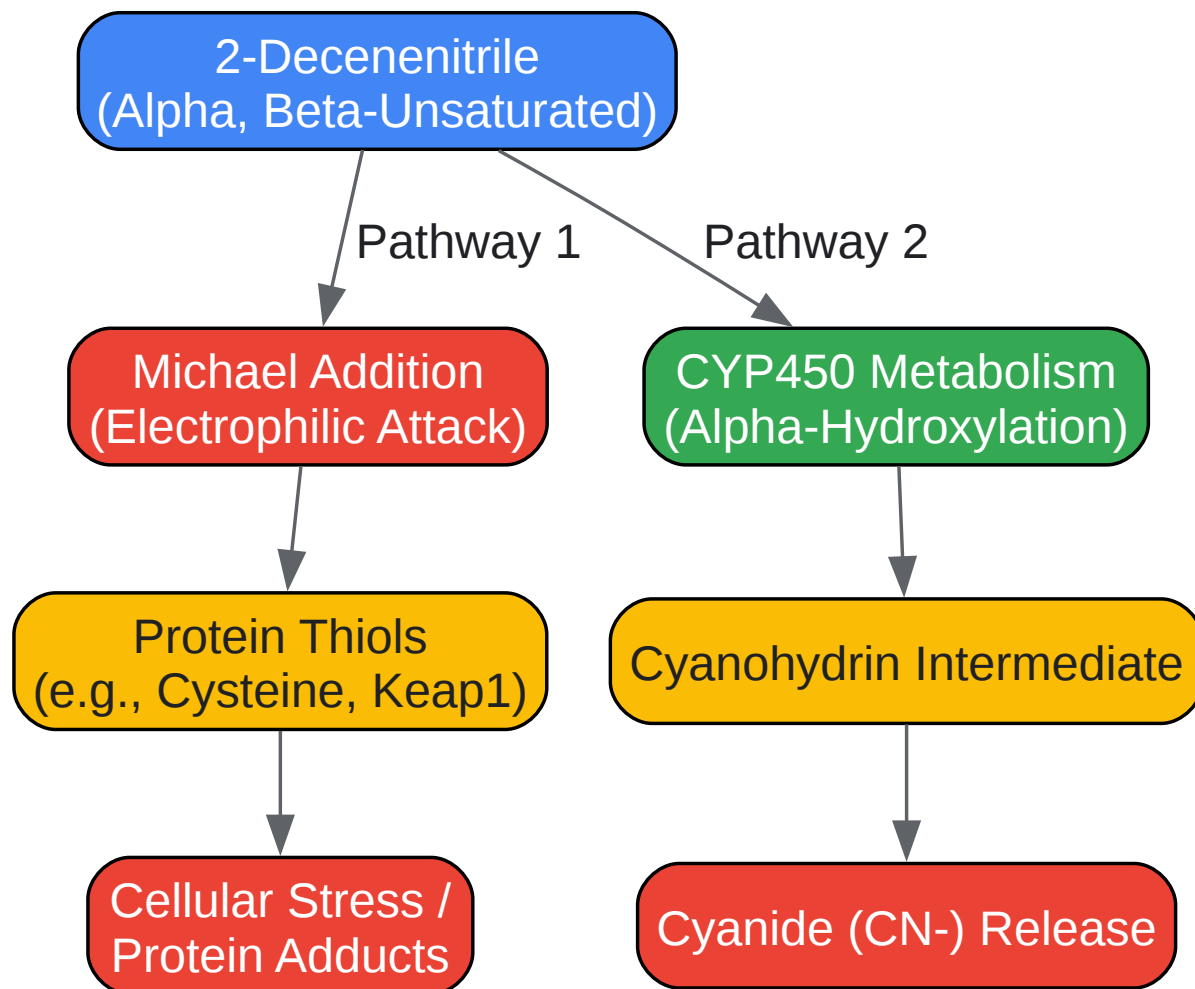 2-Decenenitrile
(Alpha, Beta-Unsaturated)
Pathway 1
Pathway 2
Michael Addition
(Electrophilic Attack)
CYP450 Metabolism
(Alpha-Hydroxylation)
Protein Thiols
(e.g., Cysteine, Keap1)
Cyanohydrin Intermediate
Cellular Stress /
Protein Adducts
Cyanide (CN-) Release